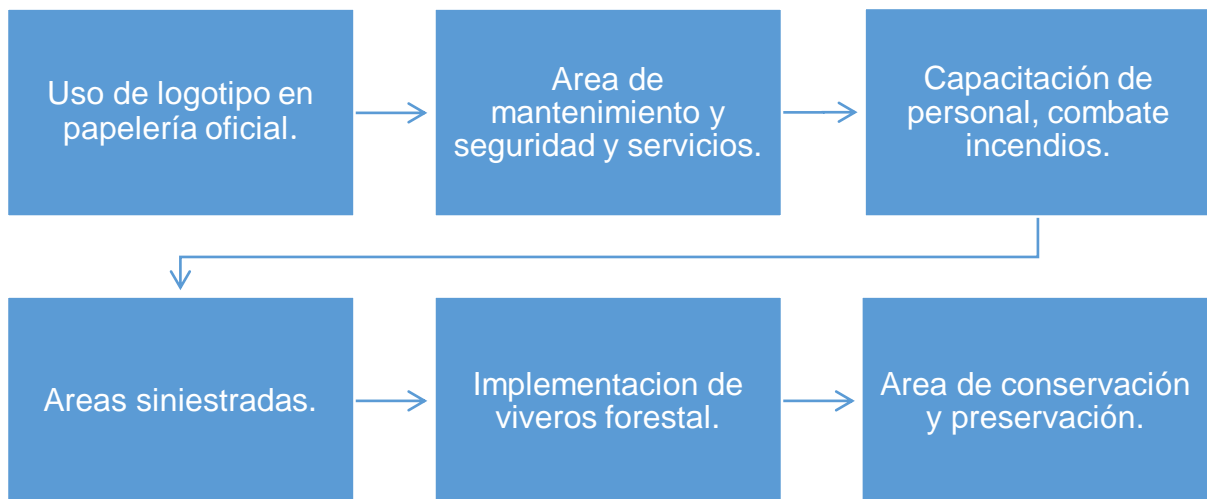 Uso de logotipo en
papelería oficial.
Area de
mantenimiento y
seguridad y servicios.
Capacitación de
personal, combate
incendios.
Areas siniestradas.
Implementacion de
viveros forestal.
Area de conservación
y preservación.